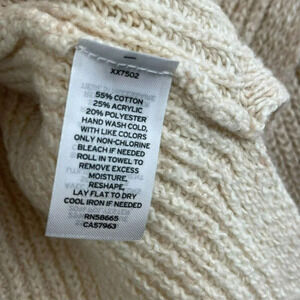 XX7502
55% COTTON
25% ACRYLIC
20% POLYESTER
HAND WASH COLD,
WITH LIKE COLORS
ONLY NON-CHLORINE
BLEACH IF NEEDED
ROLL IN TOWEL TO
REMOVE EXCESS
MOISTURE,
RESHAPE,
LAY FLAT TO DRY
COOL IRON IF NEEDED
RN58665
CA57963